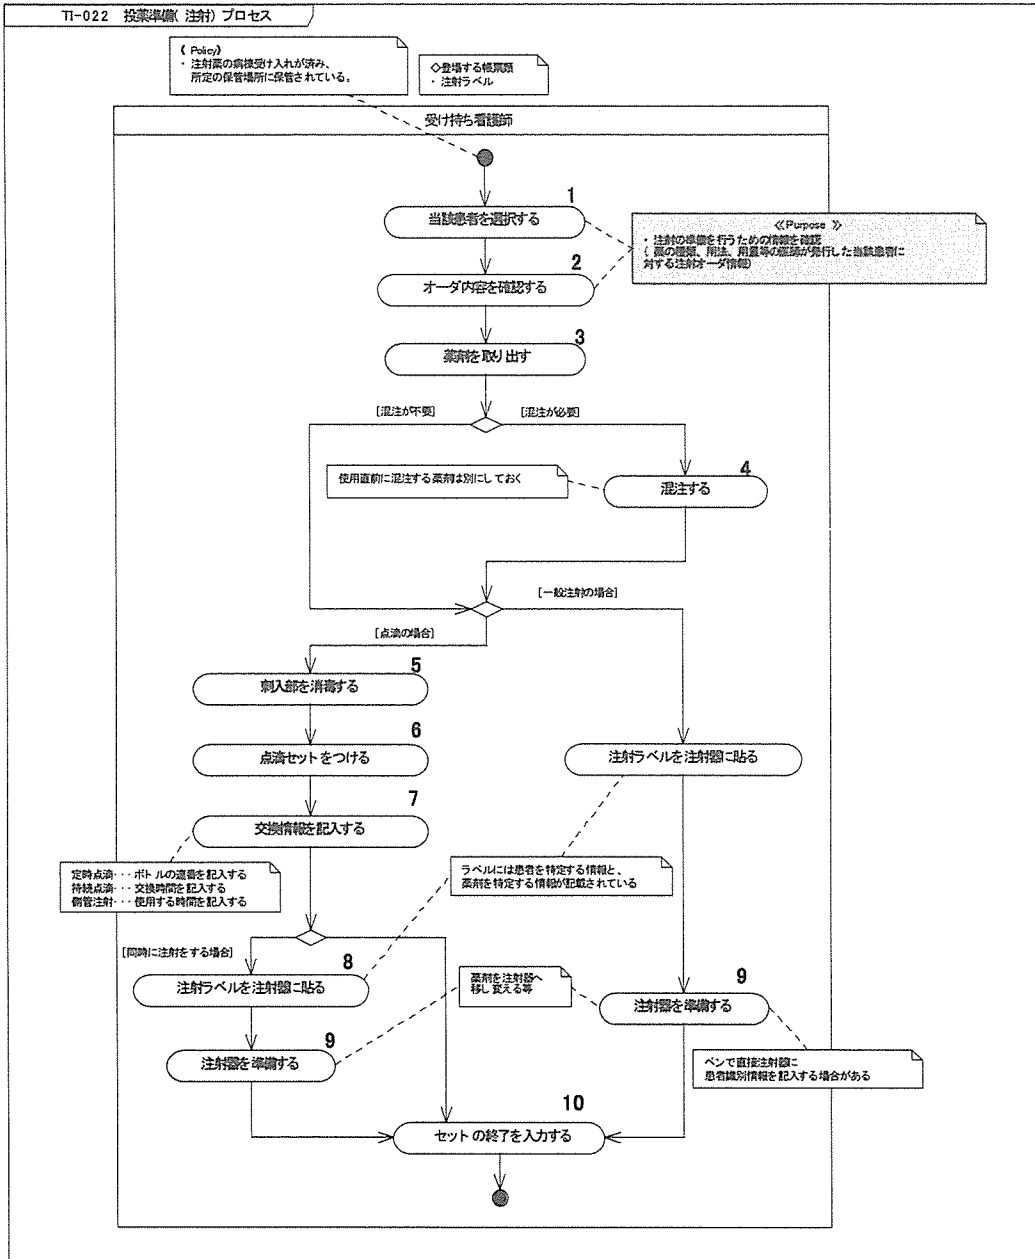 TI-022 投薬準備( 注射) プロセス
《 Policy》
・ 注射薬の病棟受け入れが済み、
所定の保管場所に保管されている。
◇登場する帳票類
・ 注射ラベル
受け持ち看護師
1
当該患者を選択する
《Purpose 》
・ 注射の準備を行うための情報を確認
( 薬の種類、用法、用量等の医師が発行した当該患者に
対する注射オーダ情報)
2
オーダ内容を確認する
3
薬剤を取り出す
[混注が不要]
[混注が必要]
使用直前に混注する薬剤は別にしておく
4
混注する
[一般注射の場合]
[点滴の場合]
5
刺入部を消毒する
6
点滴セットをつける
注射ラベルを注射器に貼る
7
交換情報を記入する
定時点滴・・・ボトルの連番を記入する
持続点滴・・・交換時間を記入する
側管注射・・・使用する時間を記入する
ラベルには患者を特定する情報と、
薬剤を特定する情報が記載されている
[同時に注射をする場合]
8
注射ラベルを注射器に貼る
薬剤を注射器へ
移し変える等
9
注射器を準備する
9
注射器を準備する
ペンで直接注射器に
患者識別情報を記入する場合がある
10
セットの終了を入力する